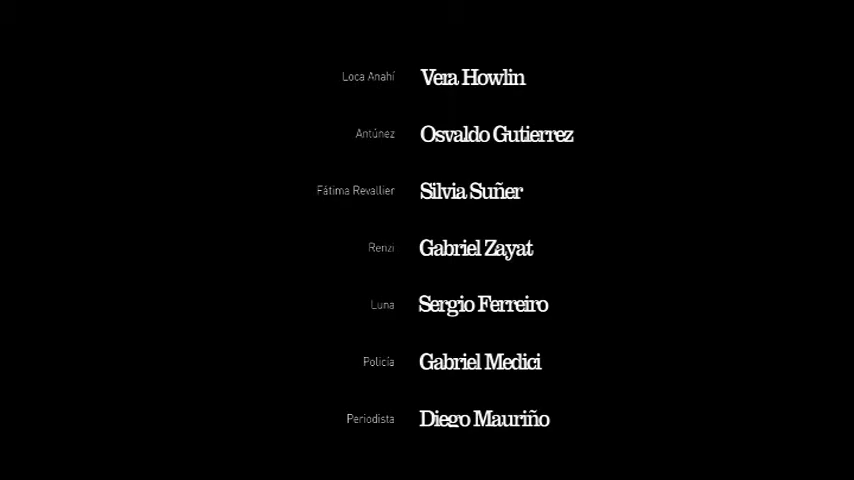 Loca Anahí Vera Howlin
Antúnez Osvaldo Gutierrez
Fátima Revallier Silvia Suñer
Renzi Gabriel Zayat
Luna Sergio Ferreiro
Policía Gabriel Medici
Periodista Diego Mauriño